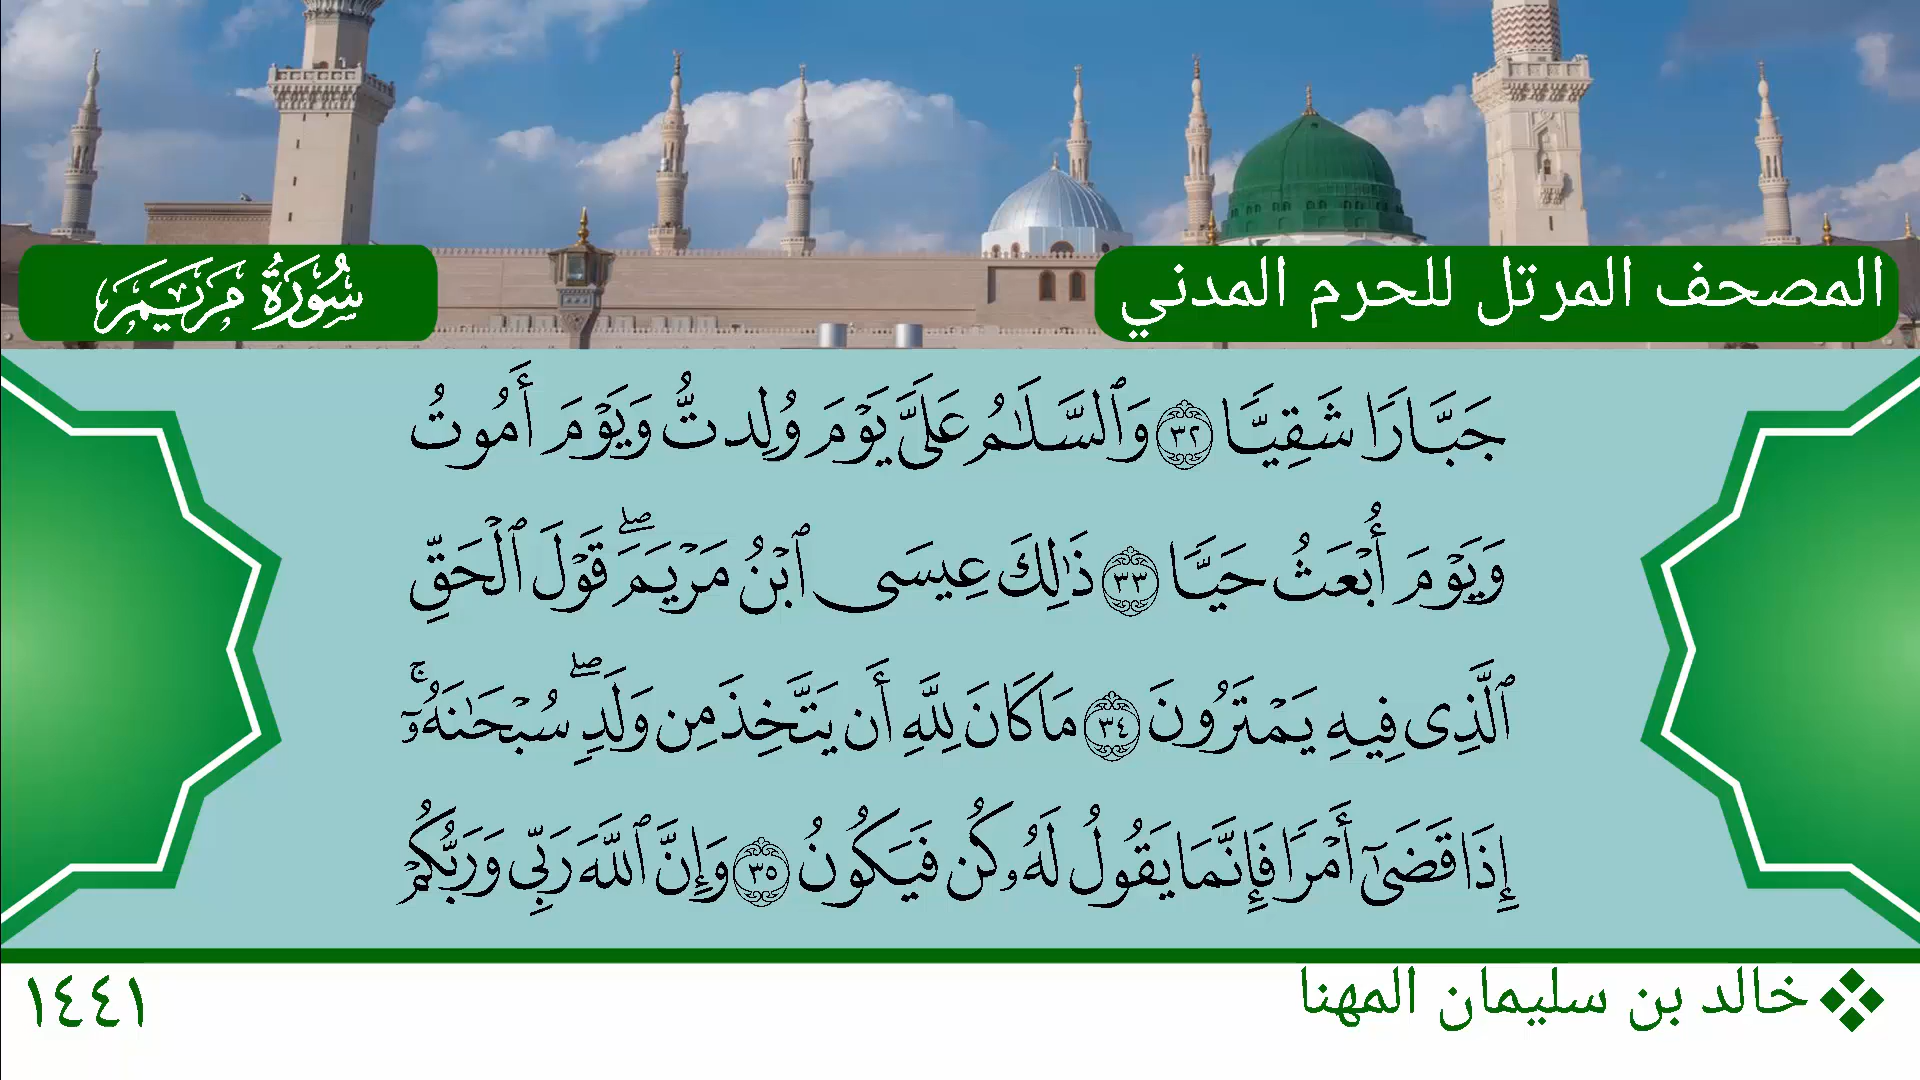 المصحف المرتل للحرم المدني
سُورَةُ مَرْيَمَ
جَبَّارًا شَقِيًّا ٣٢ وَٱلسَّلَٰمُ عَلَىَّ يَوْمَ وُلِدتُّ وَيَوْمَ أَمُوتُ
وَيَوْمَ أُبْعَثُ حَيًّا ٣٣ ذَٰلِكَ عِيسَى ٱبْنُ مَرْيَمَ ۖ قَوْلَ ٱلْحَقِّ
ٱلَّذِى فِيهِ يَمْتَرُونَ ٣٤ مَا كَانَ لِلَّهِ أَن يَتَّخِذَ مِن وَلَدٍ ۖ سُبْحَٰنَهُۥٓ ۚ
إِذَا قَضَىٰٓ أَمْرًا فَإِنَّمَا يَقُولُ لَهُۥ كُن فَيَكُونُ ٣٥ وَإِنَّ ٱللَّهَ رَبِّى وَرَبُّكُمْ
خالد بن سليمان المهنا
١٤٤١